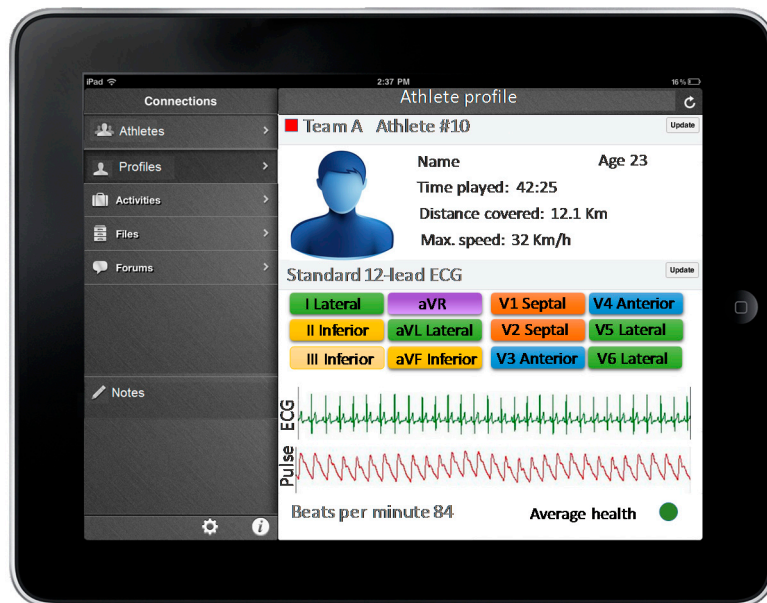 iPad 2:37 PM 16%
Connections
Athletes
Profiles
Activities
Files
Forums
Notes
Athlete profile
Team A Athlete #10 Update
Name Age 23
Time played: 42:25
Distance covered: 12.1 Km
Max. speed: 32 Km/h
Standard 12-lead ECG Update
I Lateral aVR V1 Septal V4 Anterior
II Inferior aVL Lateral V2 Septal V5 Lateral
III Inferior aVF Inferior V3 Anterior V6 Lateral
ECG
Pulse
Beats per minute 84 Average health